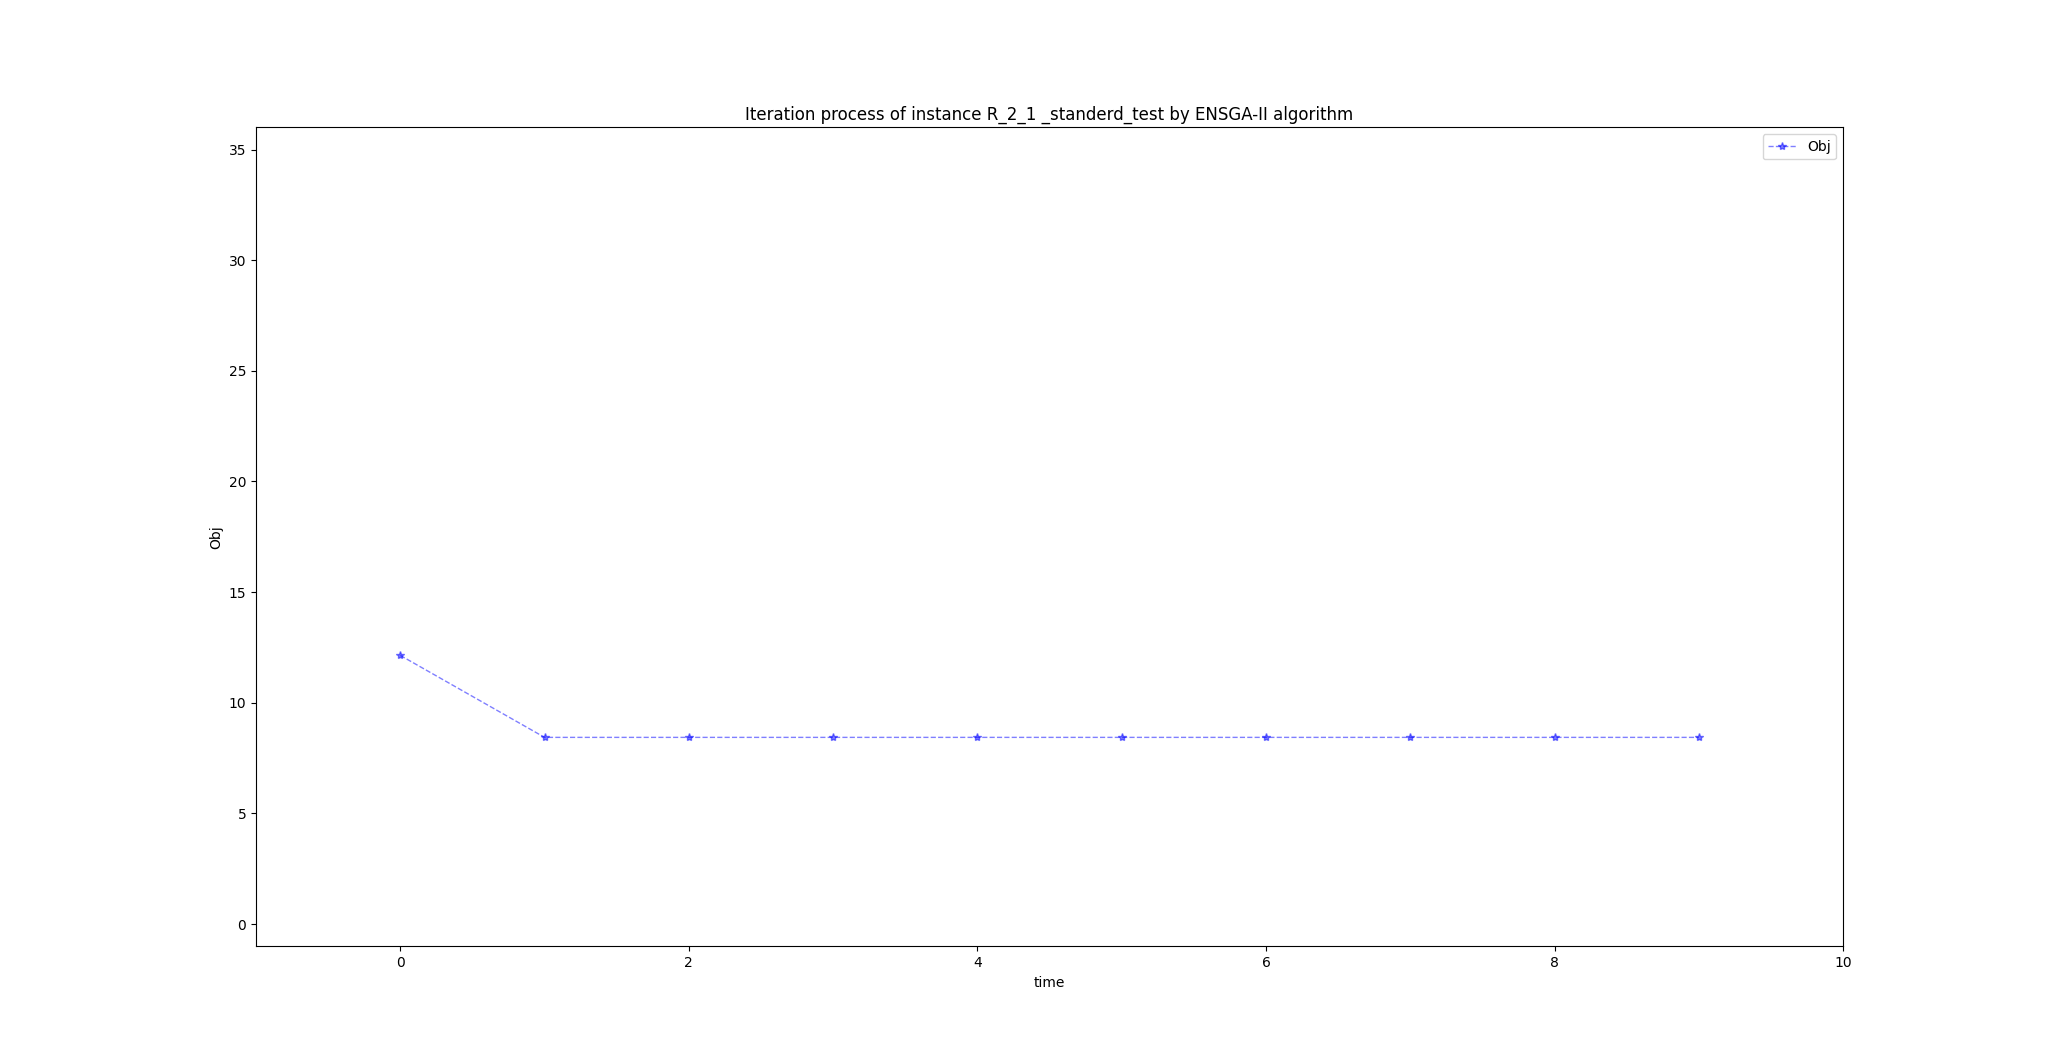 Iteration process of instance R_2_1 _standerd_test by ENSGA-II algorithm
Obj
35
30
25
20
15
10
5
0
Obj
0 2 4 6 8 10
time